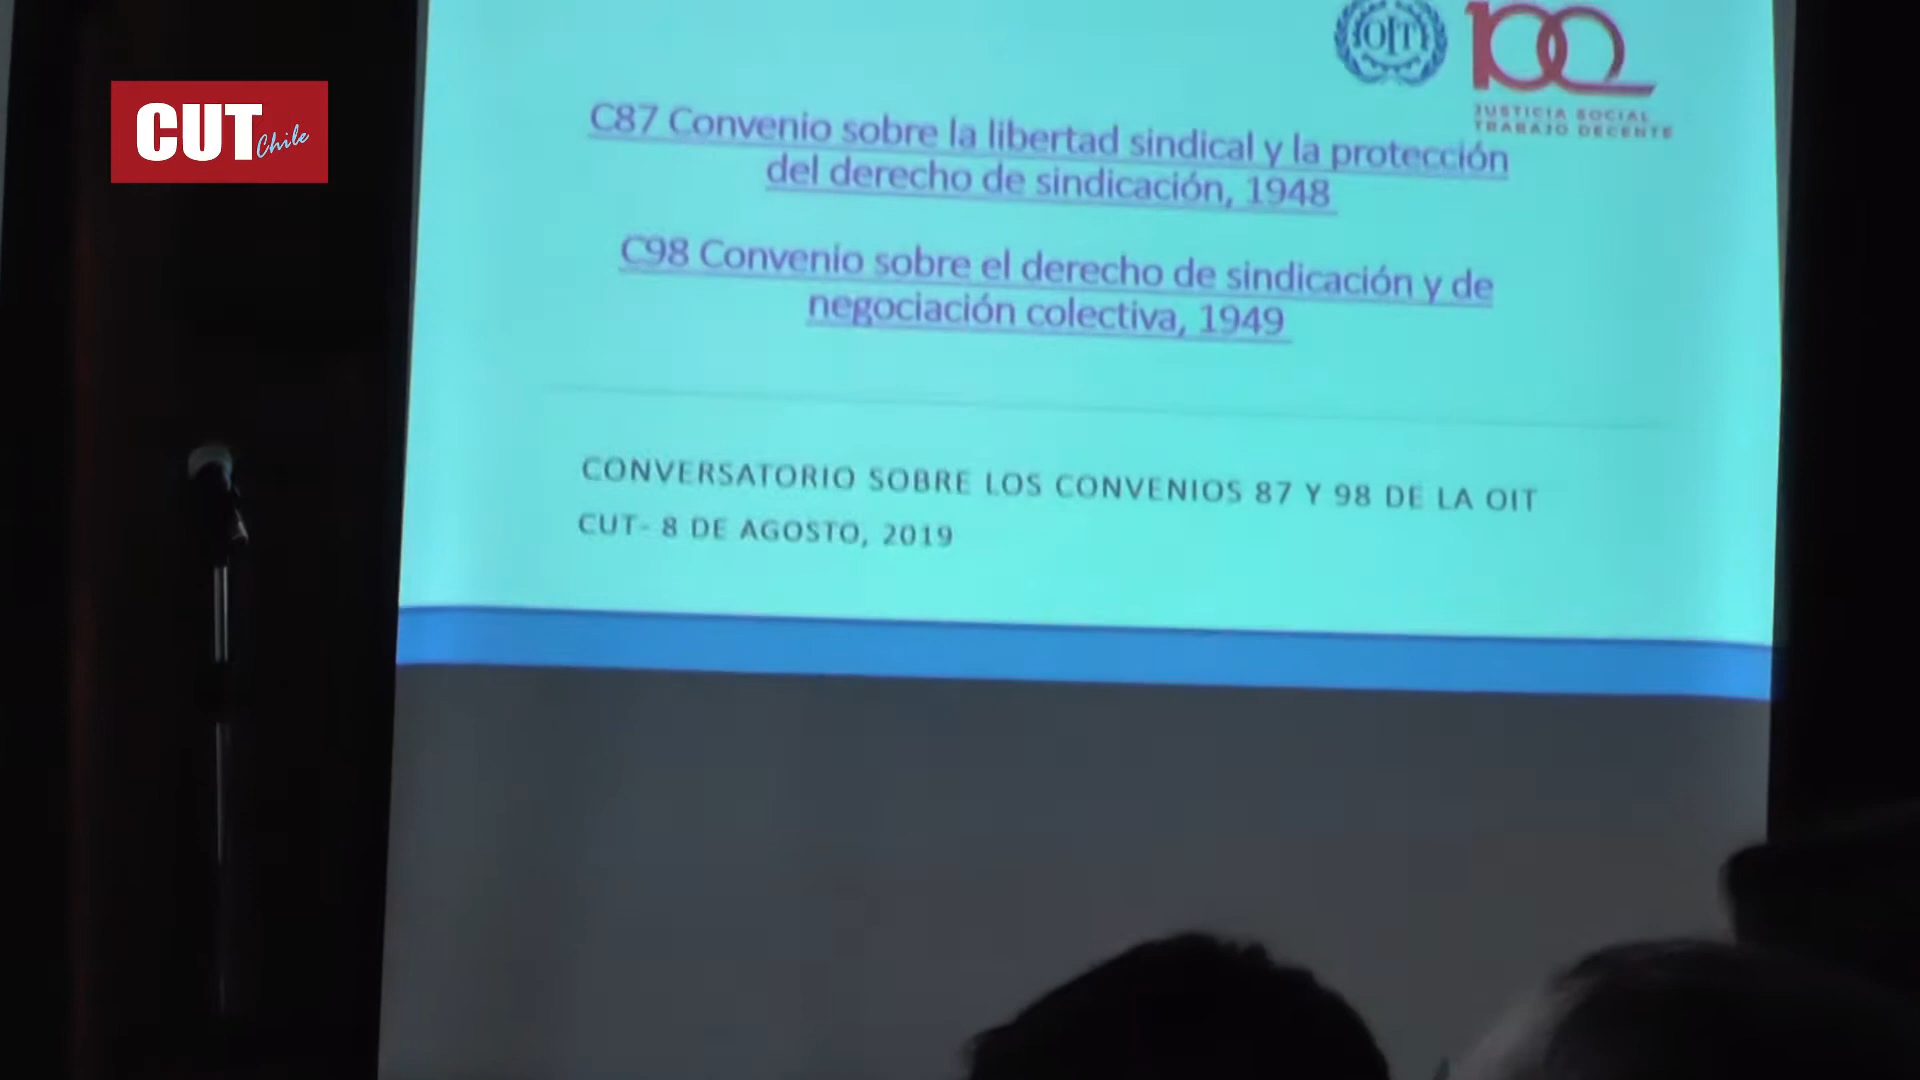 CUT
Chile
OIT
100
JUSTICIA SOCIAL
TRABAJO DECENTE
C87 Convenio sobre la libertad sindical y la protección
del derecho de sindicación, 1948
C98 Convenio sobre el derecho de sindicación y de
negociación colectiva, 1949
CONVERSATORIO SOBRE LOS CONVENIOS 87 Y 98 DE LA OIT
CUT- 8 DE AGOSTO, 2019